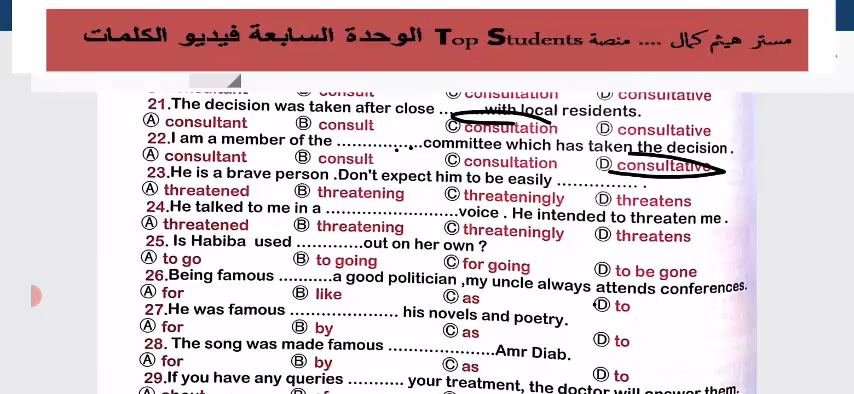 مستر هيثم كمال .... منصة Top Students الوحدة السابعة فيديو الكلمات
Ⓑ consult Ⓒ consultation Ⓓ consultative
21.The decision was taken after close .........with local residents.
Ⓐ consultant Ⓑ consult Ⓒ consultation Ⓓ consultative
22.I am a member of the ................committee which has taken the decision .
Ⓐ consultant Ⓑ consult Ⓒ consultation Ⓓ consultative
23.He is a brave person .Don't expect him to be easily ............... .
Ⓐ threatened Ⓑ threatening Ⓒ threateningly Ⓓ threatens
24.He talked to me in a ........................voice . He intended to threaten me .
Ⓐ threatened Ⓑ threatening Ⓒ threateningly Ⓓ threatens
25. Is Habiba used .............out on her own ?
Ⓐ to go Ⓑ to going Ⓒ for going Ⓓ to be gone
26.Being famous ..........a good politician ,my uncle always attends conferences.
Ⓐ for Ⓑ like Ⓒ as Ⓓ to
27.He was famous .................... his novels and poetry.
Ⓐ for Ⓑ by Ⓒ as Ⓓ to
28. The song was made famous ....................Amr Diab.
Ⓐ for Ⓑ by Ⓒ as Ⓓ to
29.If you have any queries ........... your treatment, the doctor will answer them.